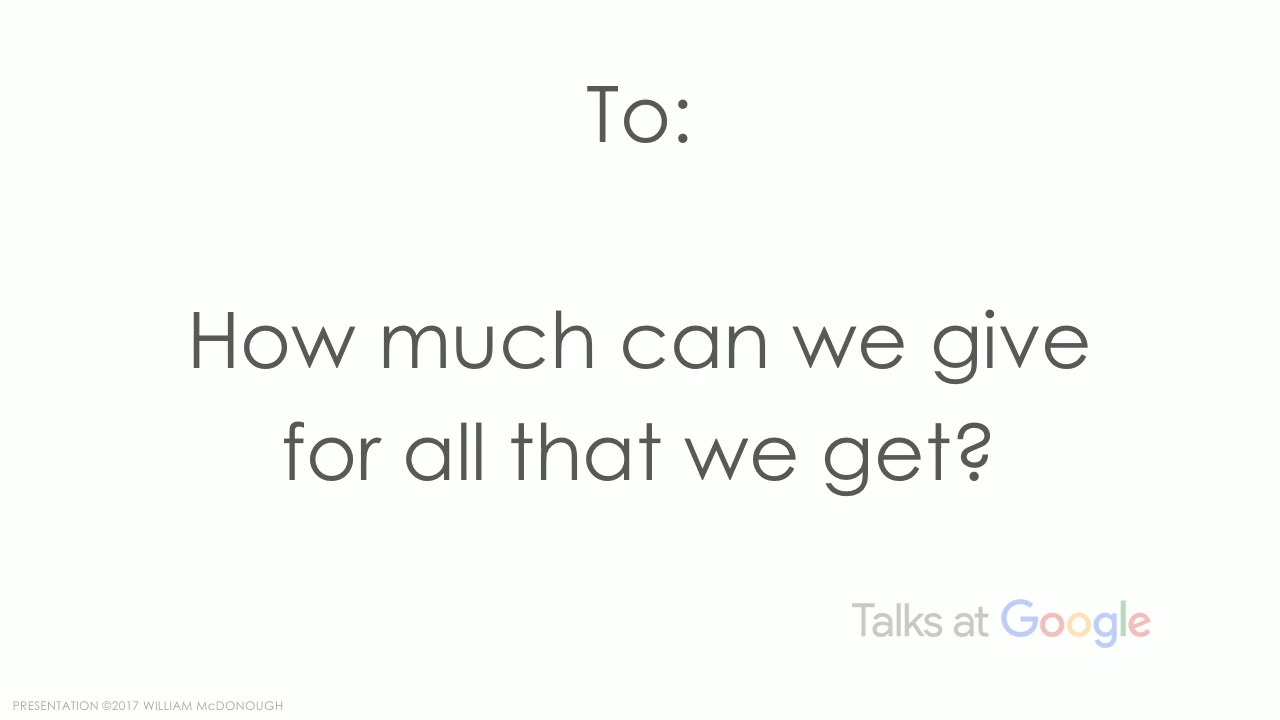 To:
How much can we give
for all that we get?
Talks at Google
PRESENTATION ©2017 WILLIAM McDONOUGH